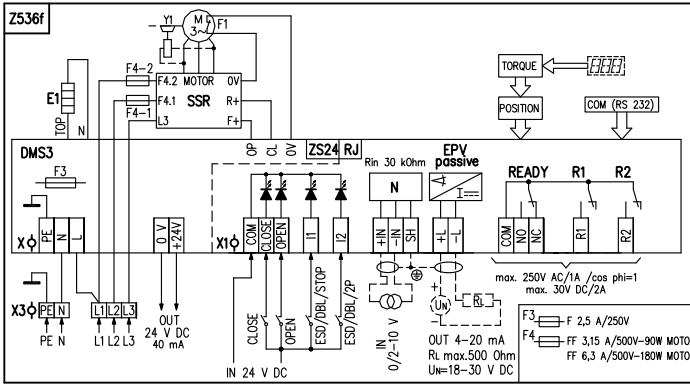 Z536f
Y1
M
3~
F1
F4-2
F4.2 MOTOR 0V
E1
F4.1 SSR R+
F4-1
L3 F+
TOP
N
OP
CL
0V
TORQUE
POSITION
COM (RS 232)
DMS3
ZS24 RJ
F3
Rin 30 kOhm
N
EPV
passive
I
READY R1 R2
X
PE
N
L
0 V
+24V
X1
COM
CLOSE
OPEN
I1
I2
+IN
-IN
SH
+L
-L
COM
NO
NC
R1
R2
max. 250V AC/1A /cos phi=1
max. 30V DC/2A
X3
PE N
L1 L2 L3
PE N
L1 L2 L3
OUT
24 V DC
40 mA
CLOSE
OPEN
ESD/DBL/STOP
ESD/DBL/2P
IN 24 V DC
IN
0/2-10 V
+
UN
-
RL
OUT 4-20 mA
RL max.500 Ohm
UN=18-30 V DC
F3 F 2,5 A/250V
F4 FF 3,15 A/500V-90W MOTO
FF 6,3 A/500V-180W MOTO